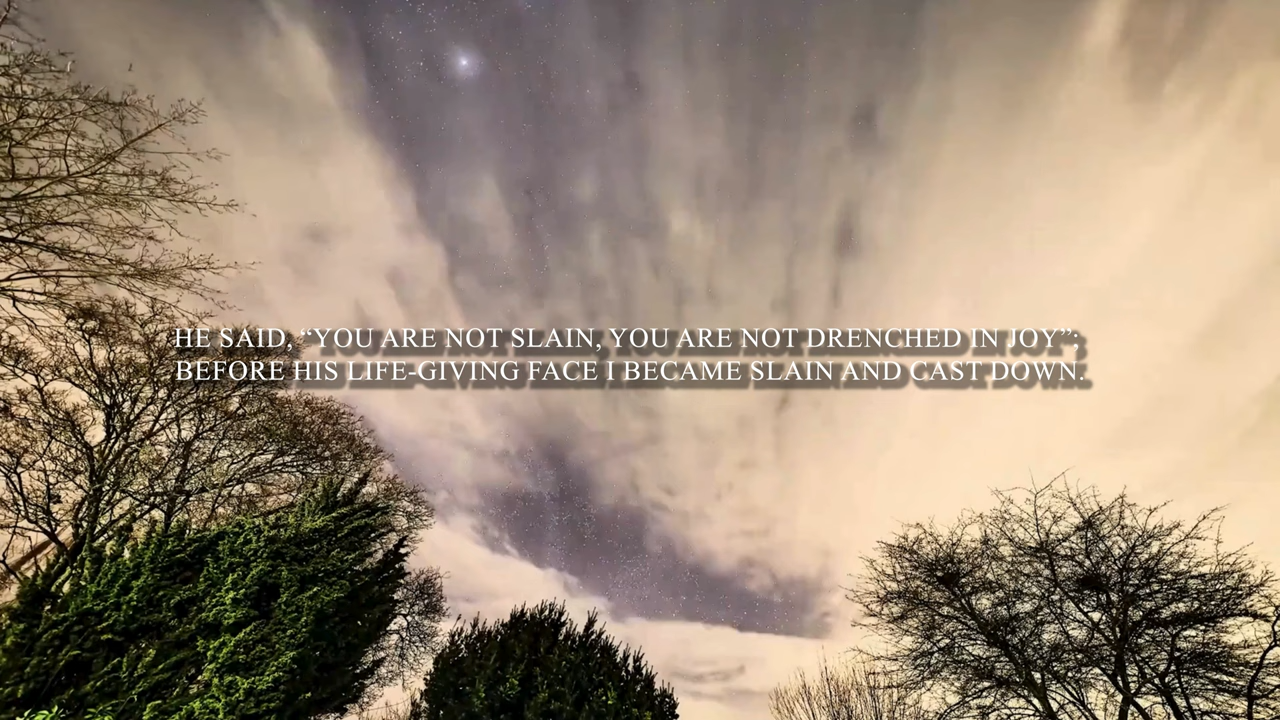 HE SAID, “YOU ARE NOT SLAIN, YOU ARE NOT DRENCHED IN JOY”;
BEFORE HIS LIFE-GIVING FACE I BECAME SLAIN AND CAST DOWN.